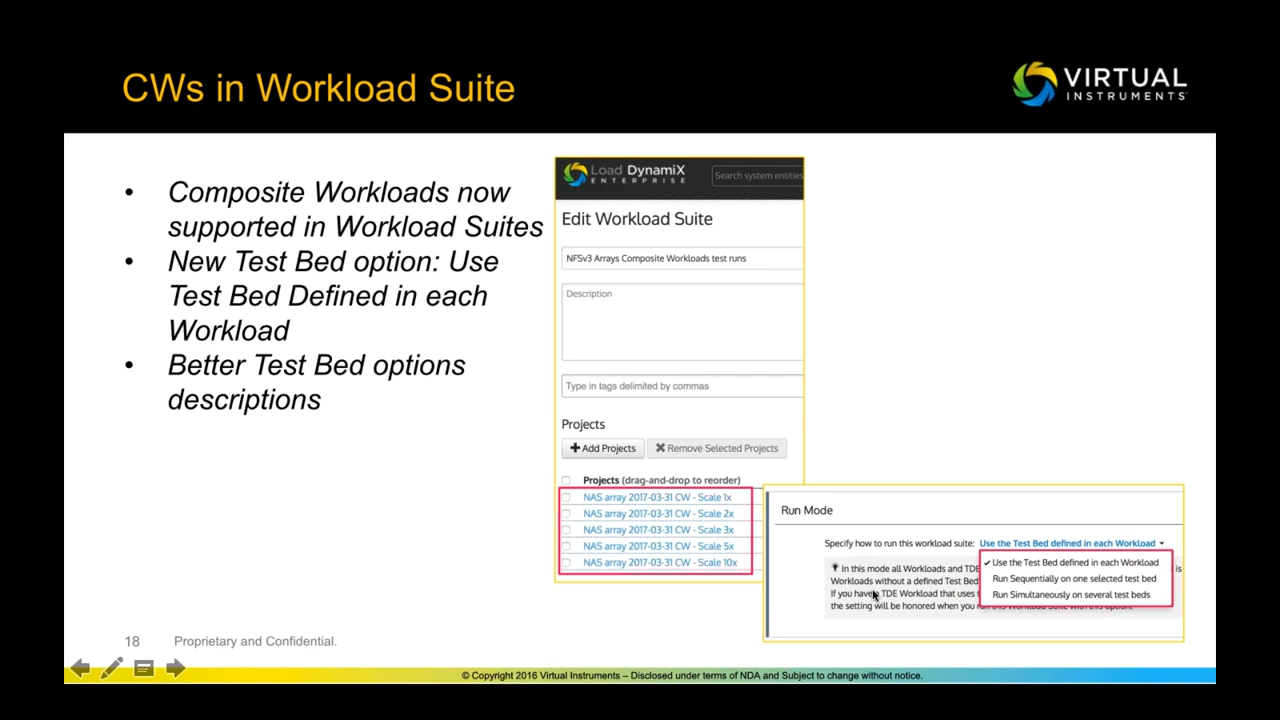 CWs in Workload Suite
VIRTUAL
INSTRUMENTS
• Composite Workloads now
supported in Workload Suites
• New Test Bed option: Use
Test Bed Defined in each
Workload
• Better Test Bed options
descriptions
Load DynamiX
ENTERPRISE
Search system entities
Edit Workload Suite
NFSv3 Arrays Composite Workloads test runs
Description
Type in tags delimited by commas
Projects
Add Projects
Remove Selected Projects
Projects (drag-and-drop to reorder)
NAS array 2017-03-31 CW - Scale 1x
NAS array 2017-03-31 CW - Scale 2x
NAS array 2017-03-31 CW - Scale 3x
NAS array 2017-03-31 CW - Scale 5x
NAS array 2017-03-31 CW - Scale 10x
Run Mode
Specify how to run this workload suite: Use the Test Bed defined in each Workload
Use the Test Bed defined in each Workload
Run Sequentially on one selected test bed
Run Simultaneously on several test beds
In this mode all Workloads and TDE is
Workloads without a defined Test Bed
If you have TDE Workload that uses
the setting will be honored when you run this Workload Suite with this option.
18 Proprietary and Confidential.
© Copyright 2016 Virtual Instruments – Disclosed under terms of NDA and Subject to change without notice.